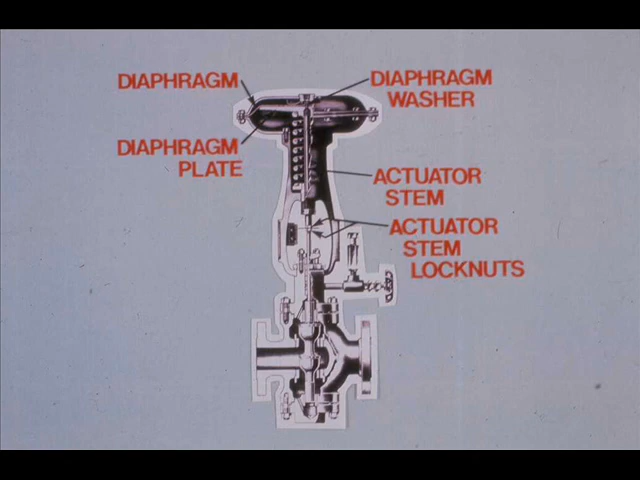 DIAPHRAGM
DIAPHRAGM
WASHER
DIAPHRAGM
PLATE
ACTUATOR
STEM
ACTUATOR
STEM
LOCKNUTS